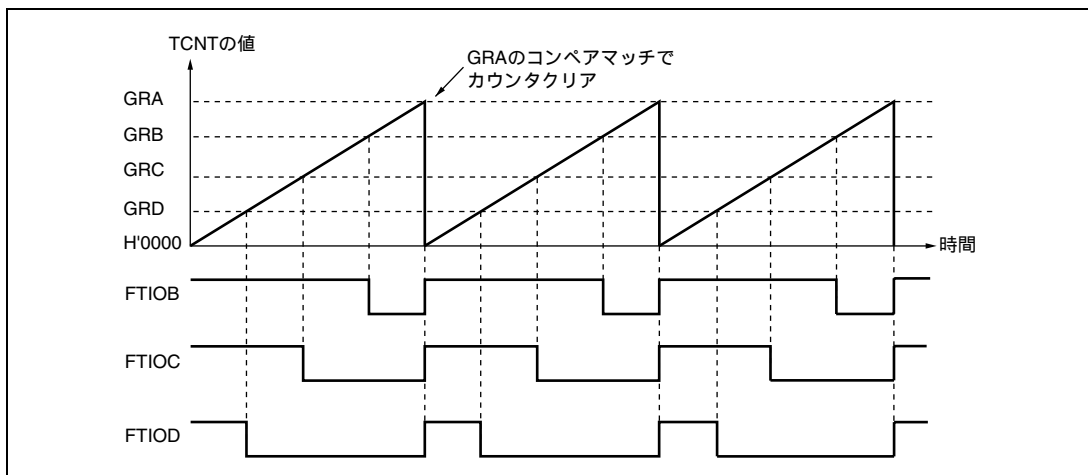 TCNTの値
GRAのコンペアマッチで
カウンタクリア
GRA
GRB
GRC
GRD
H'0000
時間
FTIOB
FTIOC
FTIOD